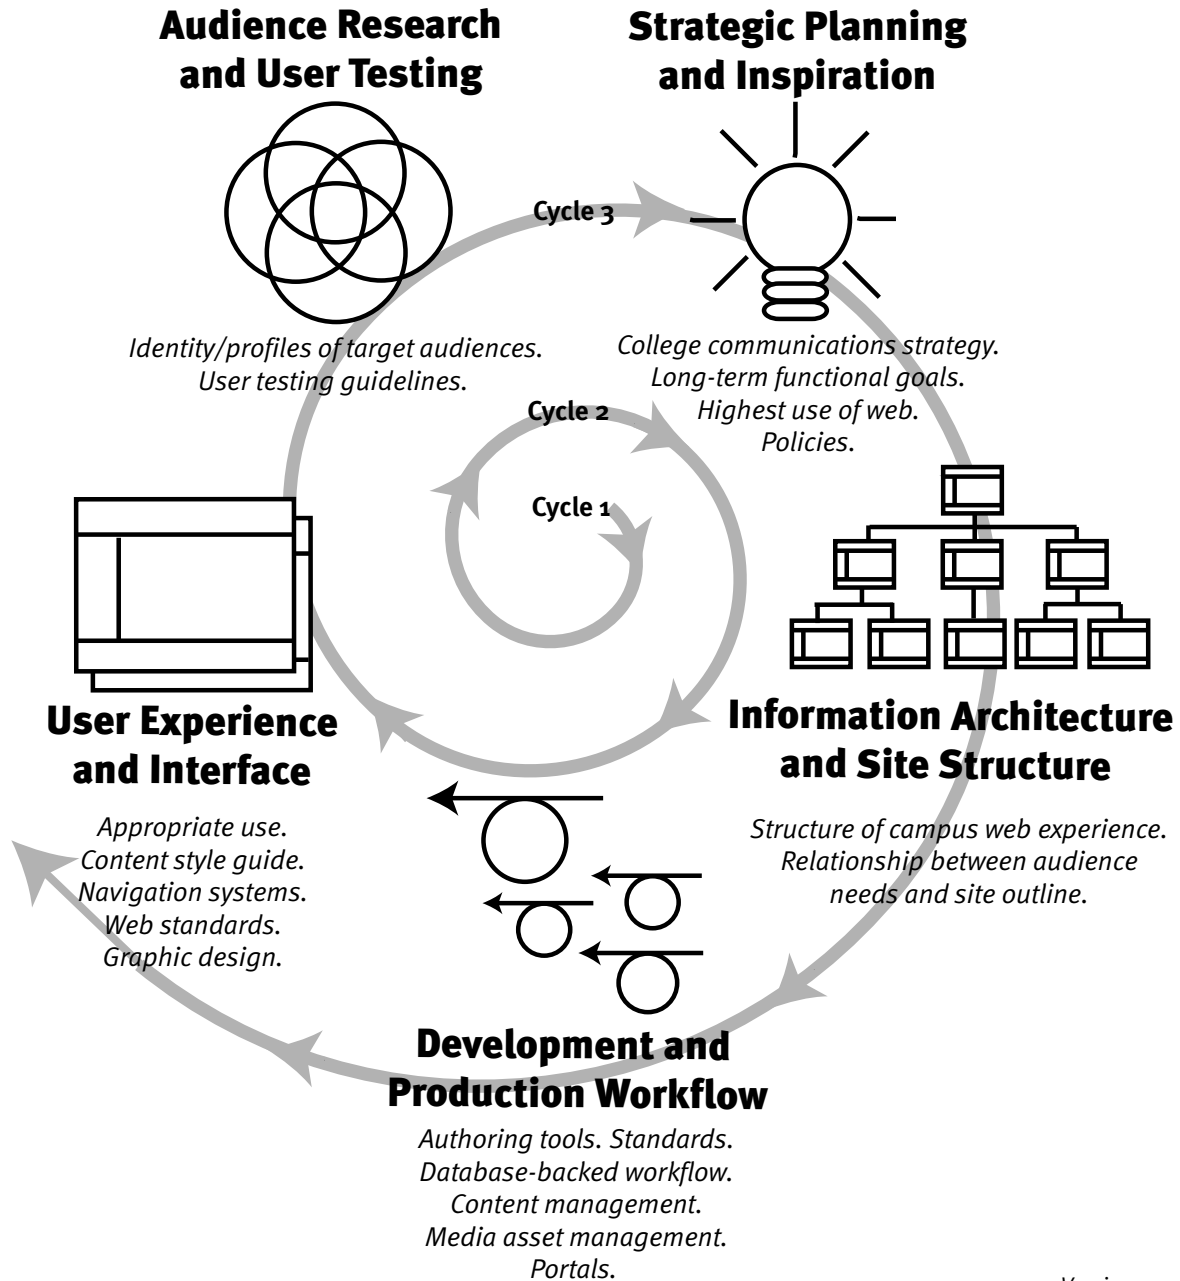 Audience Research
and User Testing
Strategic Planning
and Inspiration
Cycle 3
Identity/profiles of target audiences.
User testing guidelines.
College communications strategy.
Long-term functional goals.
Highest use of web.
Policies.
Cycle 2
Cycle 1
User Experience
and Interface
Appropriate use.
Content style guide.
Navigation systems.
Web standards.
Graphic design.
Information Architecture
and Site Structure
Structure of campus web experience.
Relationship between audience
needs and site outline.
Development and
Production Workflow
Authoring tools. Standards.
Database-backed workflow.
Content management.
Media asset management.
Portals.